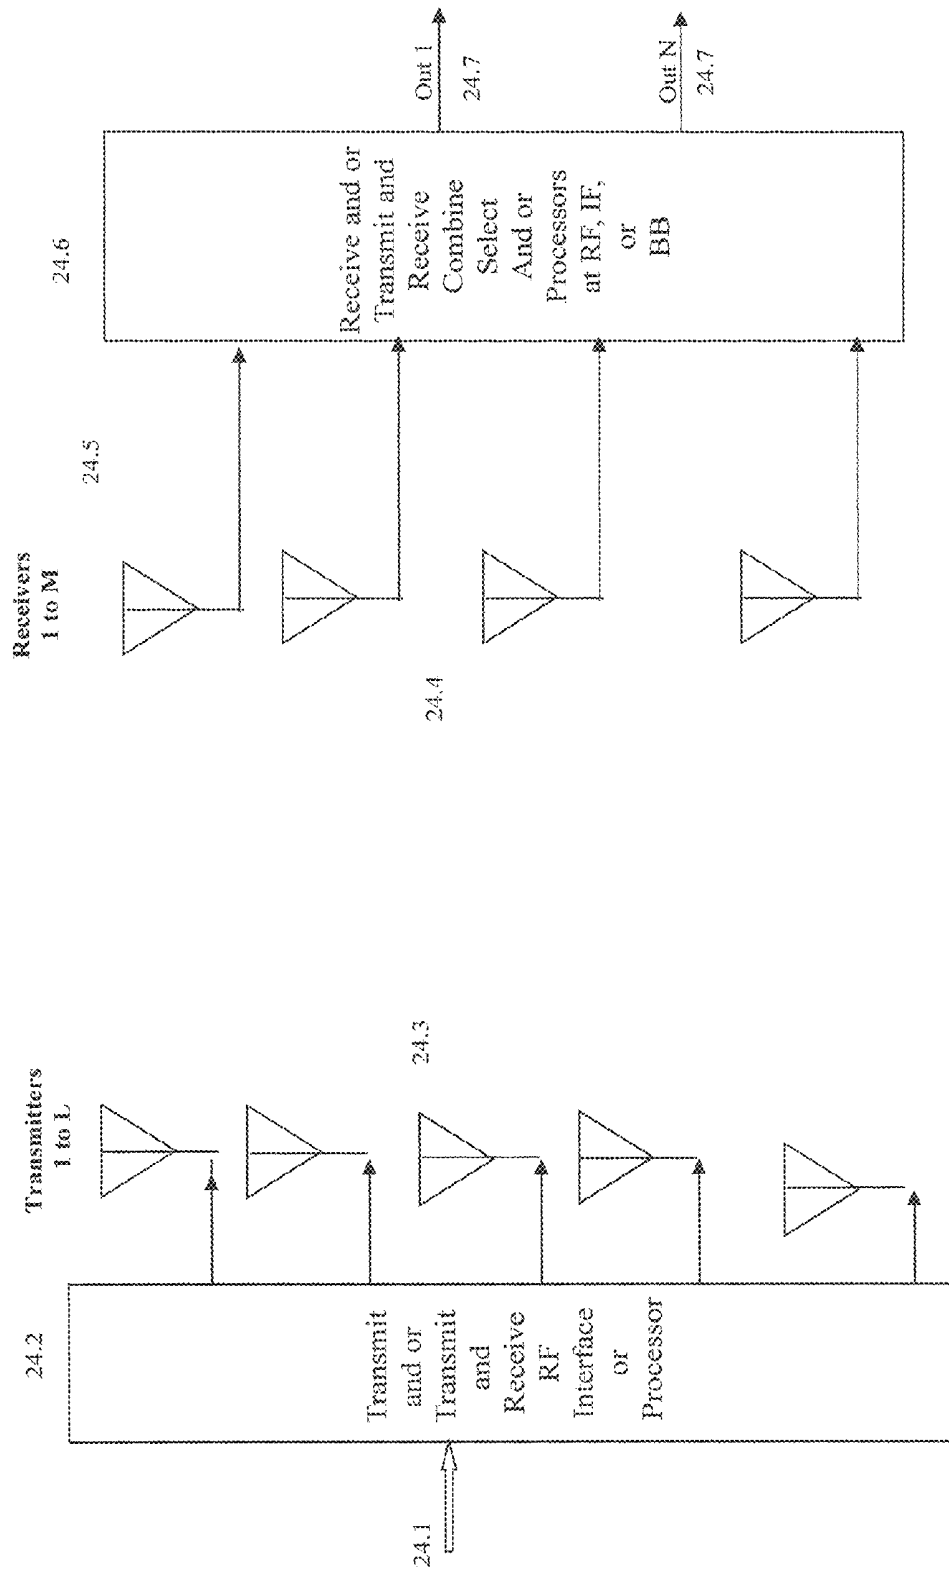 24.1
24.2
Transmit
and or
Transmit
and
Receive
RF
Interface
or
Processor
Transmitters
1 to L
24.3
24.4
Receivers
1 to M
24.5
24.6
Receive and or
Transmit and
Receive
Combine
Select
And or
Processors
at RF, IF,
or
BB
Out 1
24.7
Out N
24.7